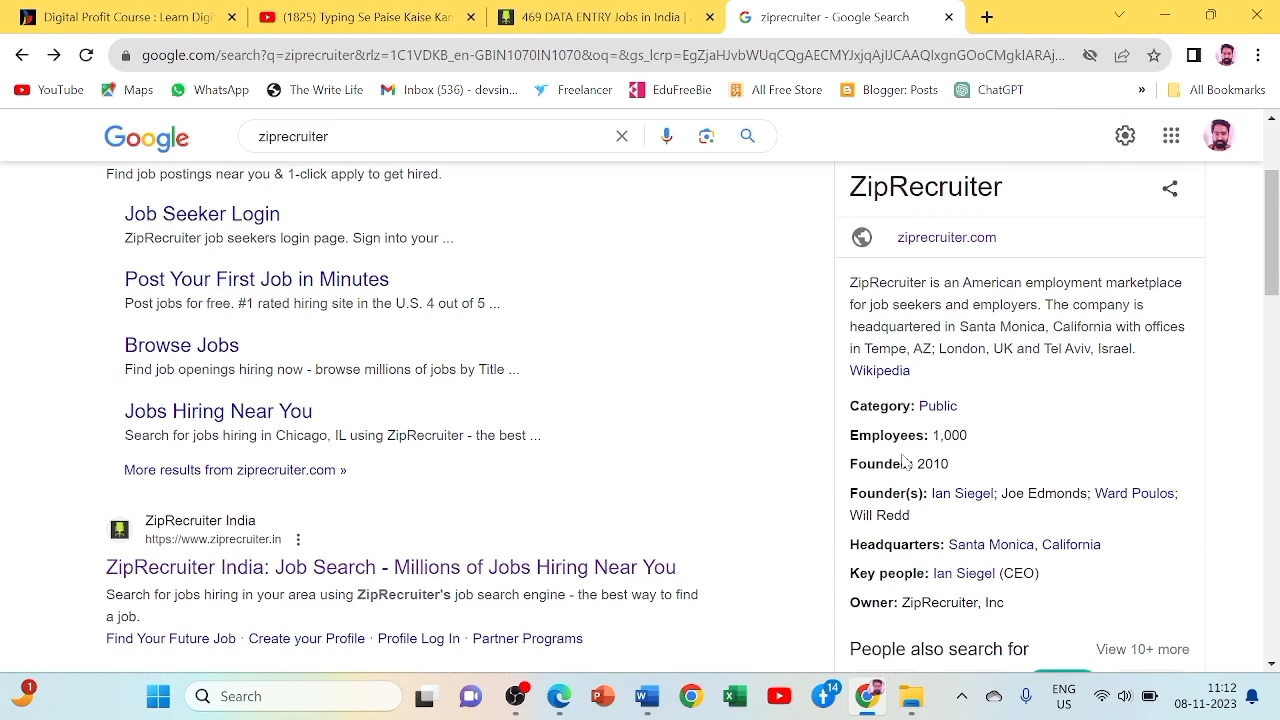 Digital Profit Course : Learn Digi
(1825) Typing Se Paise Kaise Kan
469 DATA ENTRY Jobs in India |
ziprecruiter - Google Search
google.com/search?q=ziprecruiter&rlz=1C1VDKB_en-GBIN1070IN1070&oq=&gs_lcrp=EgZjaHJvbWUqCQgAECMYJxjqAjIJCAAQIxgnGOoCMgkIARAj...
YouTube
Maps
WhatsApp
The Write Life
Inbox (536) - devsin...
Freelancer
EduFreeBie
All Free Store
Blogger: Posts
ChatGPT
»
All Bookmarks
Google
ziprecruiter
Find job postings near you & 1-click apply to get hired.
Job Seeker Login
ZipRecruiter job seekers login page. Sign into your ...
Post Your First Job in Minutes
Post jobs for free. #1 rated hiring site in the U.S. 4 out of 5 ...
Browse Jobs
Find job openings hiring now - browse millions of jobs by Title ...
Jobs Hiring Near You
Search for jobs hiring in Chicago, IL using ZipRecruiter - the best ...
More results from ziprecruiter.com »
ZipRecruiter India
https://www.ziprecruiter.in
ZipRecruiter India: Job Search - Millions of Jobs Hiring Near You
Search for jobs hiring in your area using ZipRecruiter's job search engine - the best way to find
a job.
Find Your Future Job · Create your Profile · Profile Log In · Partner Programs
ZipRecruiter
ziprecruiter.com
ZipRecruiter is an American employment marketplace
for job seekers and employers. The company is
headquartered in Santa Monica, California with offices
in Tempe, AZ; London, UK and Tel Aviv, Israel.
Wikipedia
Category: Public
Employees: 1,000
Founded: 2010
Founder(s): Ian Siegel; Joe Edmonds; Ward Poulos;
Will Redd
Headquarters: Santa Monica, California
Key people: Ian Siegel (CEO)
Owner: ZipRecruiter, Inc
People also search for
View 10+ more
1
Search
14
ENG
US
11:12
08-11-2023